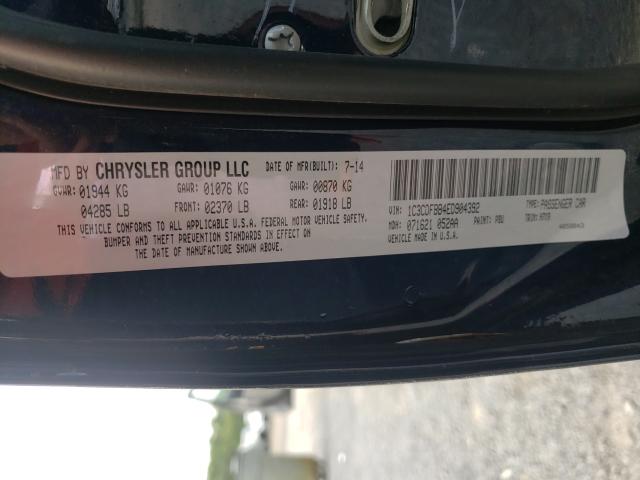 MFD BY CHRYSLER GROUP LLC DATE OF MFR(BUILT): 7-14
GVWR: 01944 KG GAWR: 01076 KG GAWR: 00870 KG
04285 LB FRONT: 02370 LB REAR: 01918 LB
THIS VEHICLE CONFORMS TO ALL APPLICABLE U.S.A. FEDERAL MOTOR VEHICLE SAFETY,
BUMPER AND THEFT PREVENTION STANDARDS IN EFFECT ON
THE DATE OF MANUFACTURE SHOWN ABOVE.
VIN: 1C3CDFBB4ED904392 TYPE: PASSENGER CAR
MDH: 071621 052AA PAINT: PBU TRIM:
VEHICLE MADE IN U.S.A.